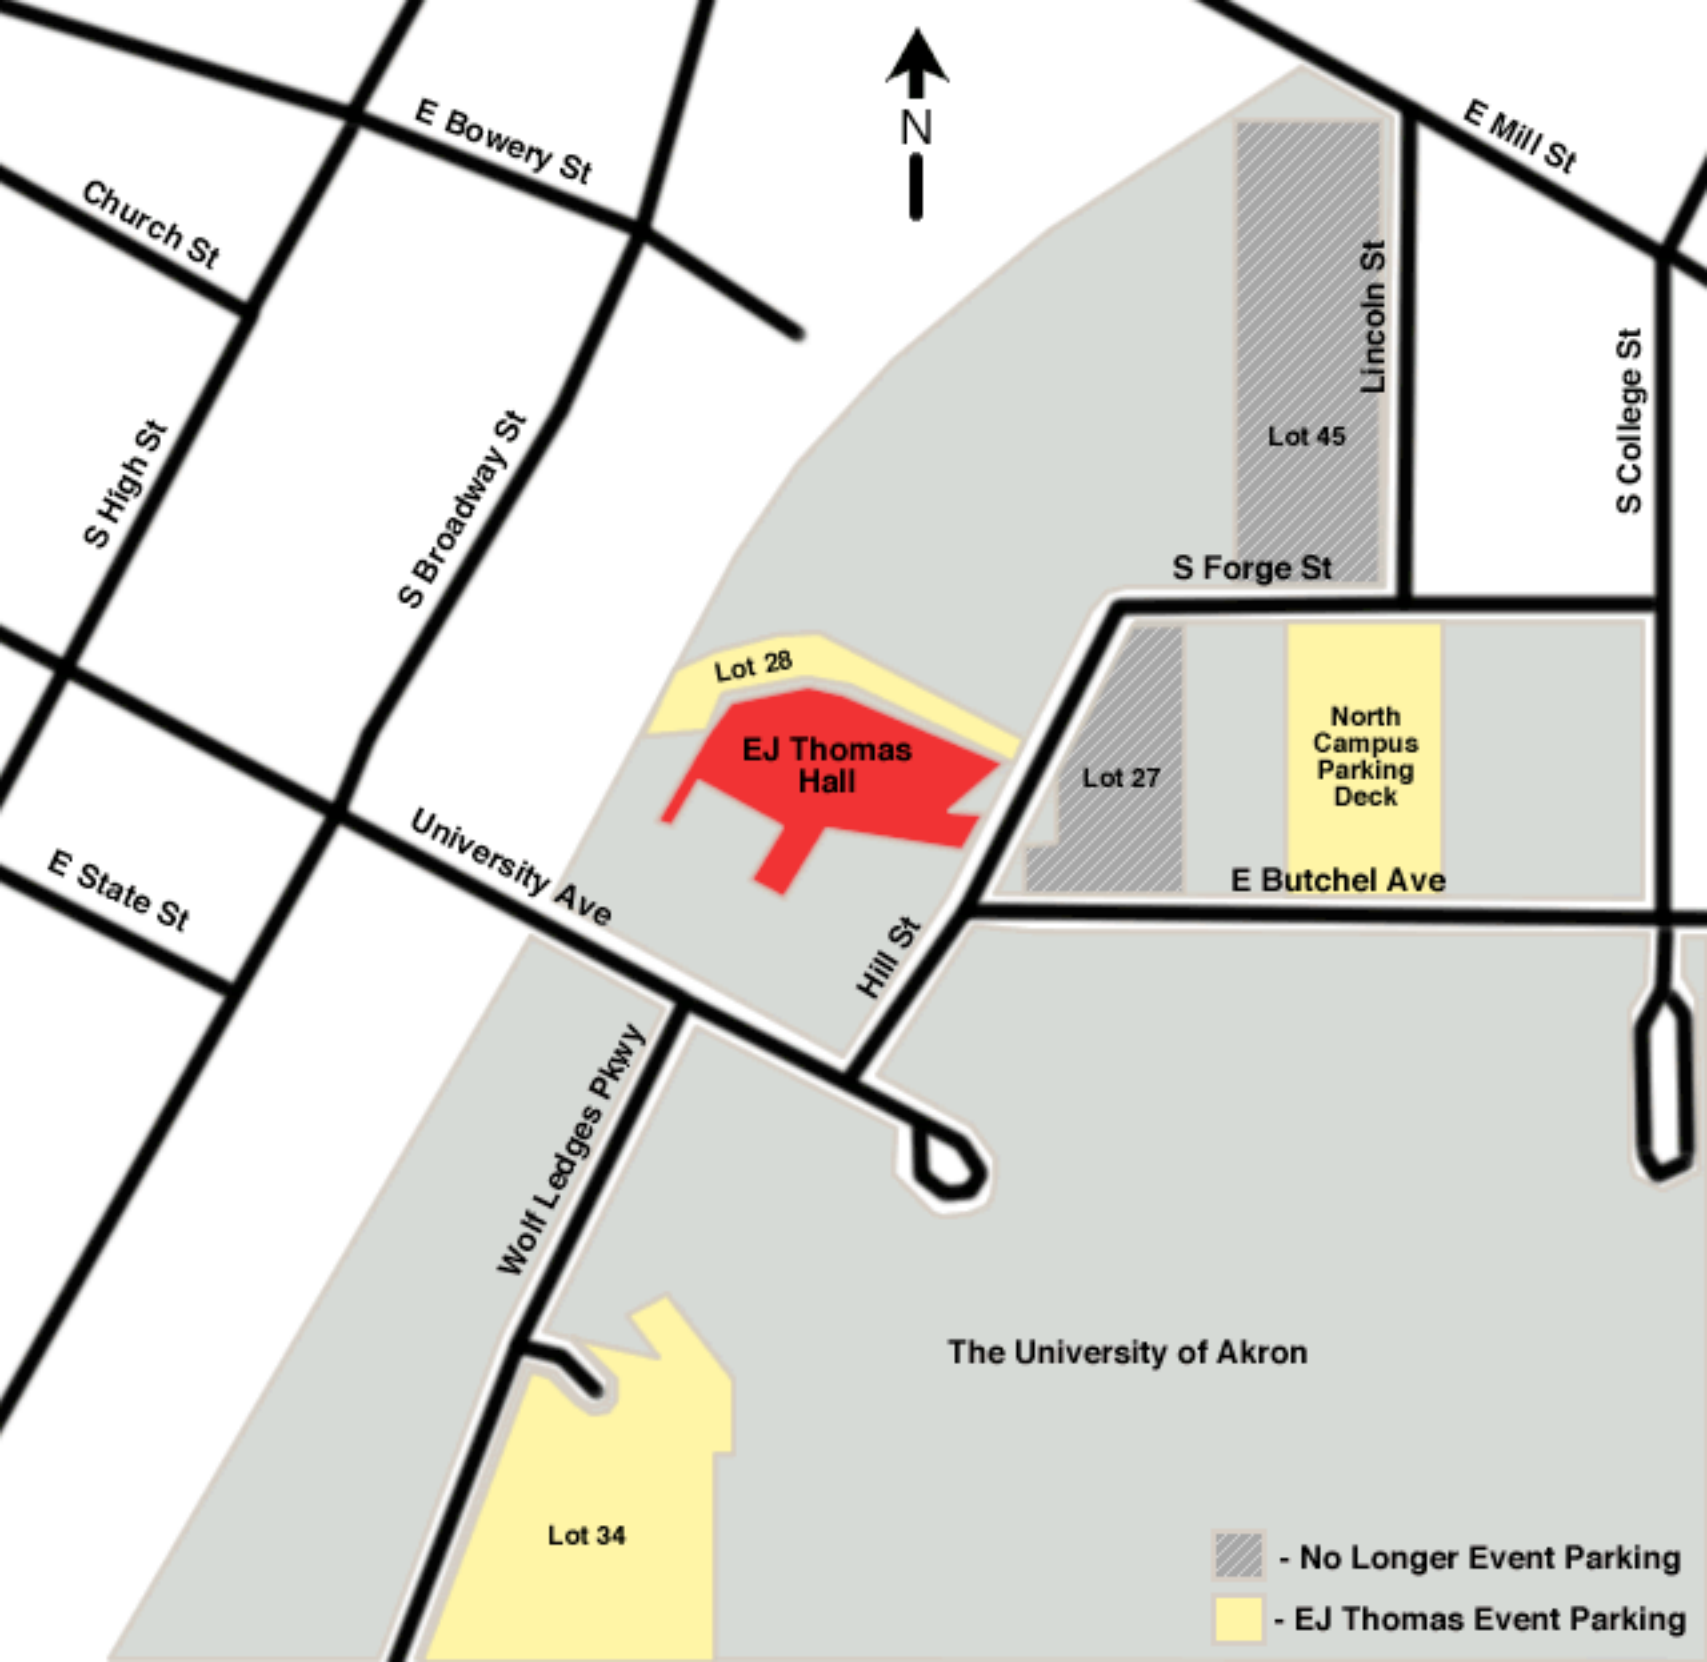 N
E Mill St
E Bowery St
Church St
Lincoln St
S College St
Lot 45
S High St
S Broadway St
S Forge St
Lot 28
EJ Thomas
Hall
Lot 27
North
Campus
Parking
Deck
E Butchel Ave
University Ave
E State St
Hill St
Wolf Ledges Pkwy
The University of Akron
Lot 34
- No Longer Event Parking
- EJ Thomas Event Parking